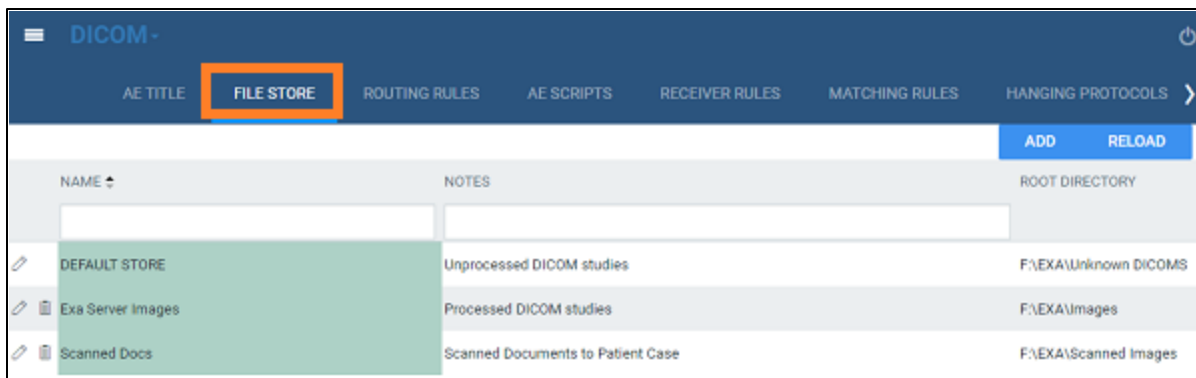 DICOM
AE TITLE FILE STORE ROUTING RULES AE SCRIPTS RECEIVER RULES MATCHING RULES HANGING PROTOCOLS
ADD RELOAD
NAME NOTES ROOT DIRECTORY
DEFAULT STORE Unprocessed DICOM studies F:\EXA\Unknown DICOMS
Exa Server Images Processed DICOM studies F:\EXA\Images
Scanned Docs Scanned Documents to Patient Case F:\EXA\Scanned Images